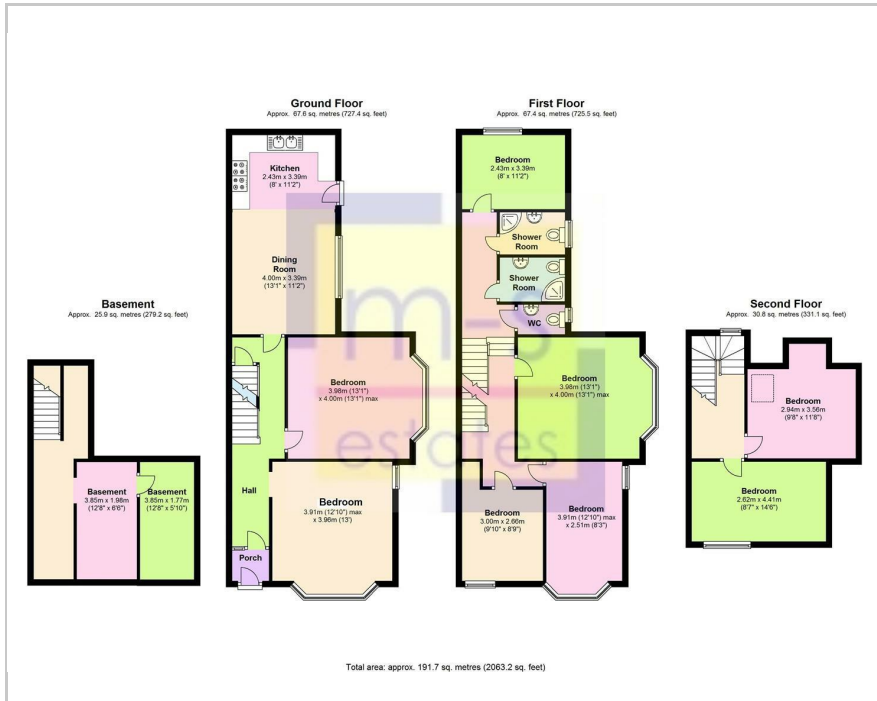 Ground Floor
Approx. 67.6 sq. metres (727.4 sq. feet)
Kitchen
2.43m x 3.39m
(8' x 11'2")
Dining
Room
4.00m x 3.39m
(13'1" x 11'2")
Bedroom
3.98m (13'1")
x 4.00m (13'1") max
Hall
Bedroom
3.91m (12'10") max
x 3.96m (13')
Porch
First Floor
Approx. 67.4 sq. metres (725.5 sq. feet)
Bedroom
2.43m x 3.39m
(8' x 11'2")
Shower
Room
Shower
Room
WC
Bedroom
3.98m (13'1")
x 4.00m (13'1") max
Bedroom
3.00m x 2.66m
(9'10" x 8'9")
Bedroom
3.91m (12'10") max
x 2.51m (8'3")
Basement
Approx. 25.9 sq. metres (279.2 sq. feet)
Basement
3.85m x 1.98m
(12'8" x 6'6")
Basement
3.85m x 1.77m
(12'8" x 5'10")
Second Floor
Approx. 30.8 sq. metres (331.1 sq. feet)
Bedroom
2.94m x 3.56m
(9'8" x 11'8")
Bedroom
2.62m x 4.41m
(8'7" x 14'6")
m-s
estates
Total area: approx. 191.7 sq. metres (2063.2 sq. feet)